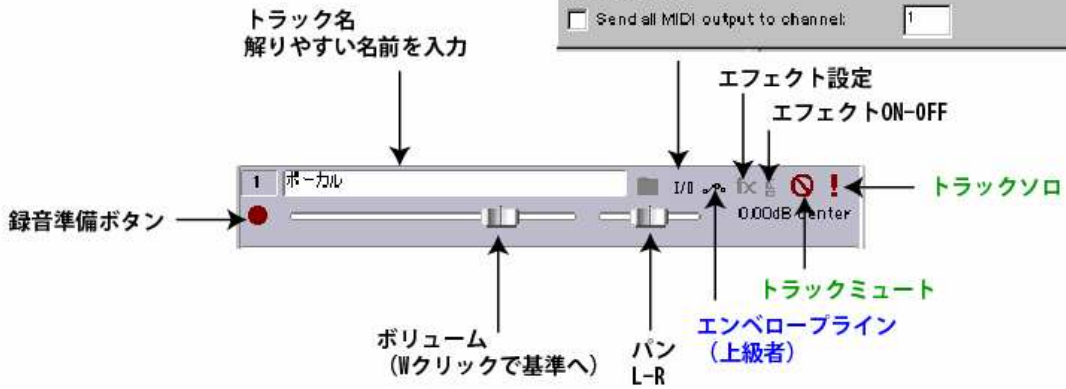 Send all MIDI output to channel:
1
トラック名
解りやすい名前を入力
エフェクト設定
エフェクトON-OFF
1
ボーカル
I/O
fx
トラックソロ
録音準備ボタン
0.00dB center
トラックミュート
エンベロープライン
(上級者)
ボリューム
(Wクリックで基準へ)
パン
L-R